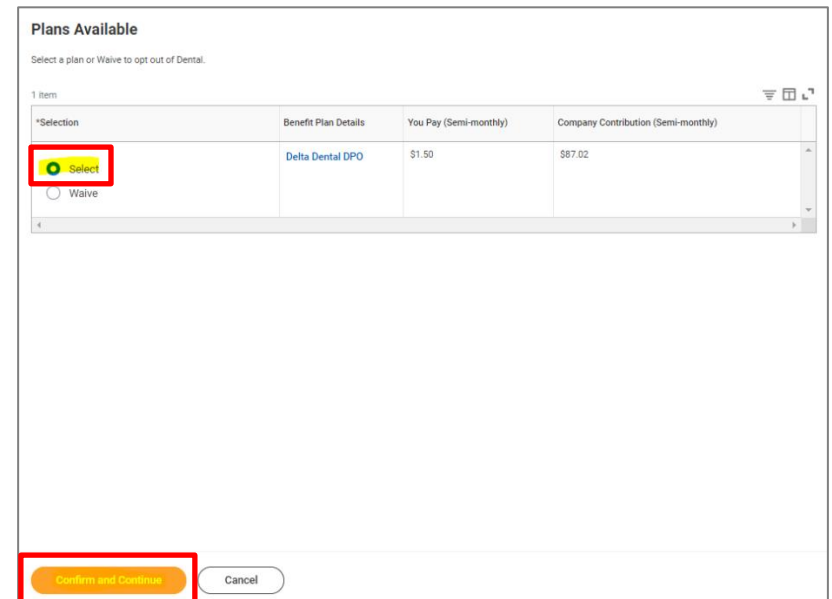 Plans Available
Select a plan or Waive to opt out of Dental.
1 item
*Selection Benefit Plan Details You Pay (Semi-monthly) Company Contribution (Semi-monthly)
Select Delta Dental DPO $1.50 $87.02
Waive
Confirm and Continue Cancel